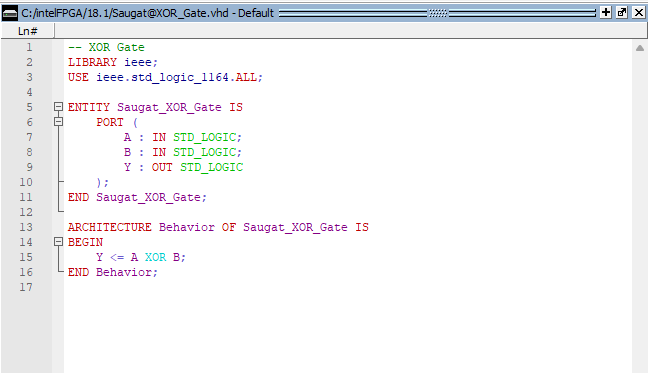 C:/intelFPGA/18.1/Saugat@XOR_Gate.vhd - Default
Ln#
1 -- XOR Gate
2 LIBRARY ieee;
3 USE ieee.std_logic_1164.ALL;
4
5 ENTITY Saugat_XOR_Gate IS
6 PORT (
7 A : IN STD_LOGIC;
8 B : IN STD_LOGIC;
9 Y : OUT STD_LOGIC
10 );
11 END Saugat_XOR_Gate;
12
13 ARCHITECTURE Behavior OF Saugat_XOR_Gate IS
14 BEGIN
15 Y <= A XOR B;
16 END Behavior;
17